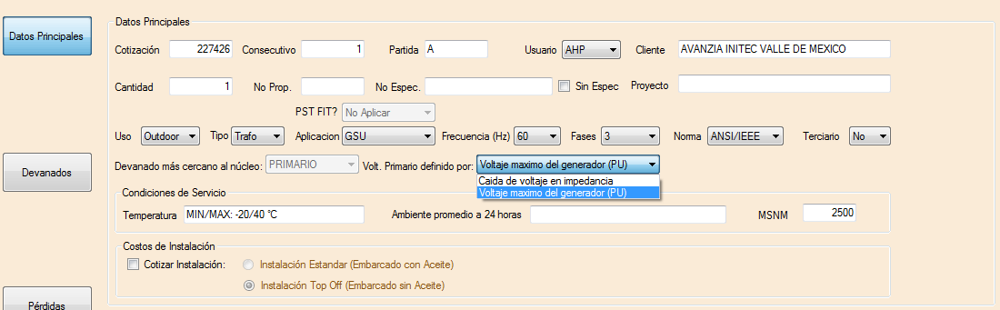 Datos Principales
Datos Principales
Cotización 227426 Consecutivo 1 Partida A Usuario AHP Cliente AVANZIA INITEC VALLE DE MEXICO
Cantidad 1 No Prop. No Espec. Sin Espec Proyecto
PST FIT? No Aplicar
Uso Outdoor Tipo Trafo Aplicacion GSU Frecuencia (Hz) 60 Fases 3 Norma ANSI/IEEE Terciario No
Devanados
Devanado más cercano al núcleo: PRIMARIO Volt. Primario definido por: Voltaje maximo del generador (PU)
Caida de voltaje en impedancia
Voltaje maximo del generador (PU)
Condiciones de Servicio
Temperatura MIN/MAX: -20/40 °C Ambiente promedio a 24 horas MSNM 2500
Costos de Instalación
Cotizar Instalación: Instalación Estandar (Embarcado con Aceite)
Instalación Top Off (Embarcado sin Aceite)
Pérdidas